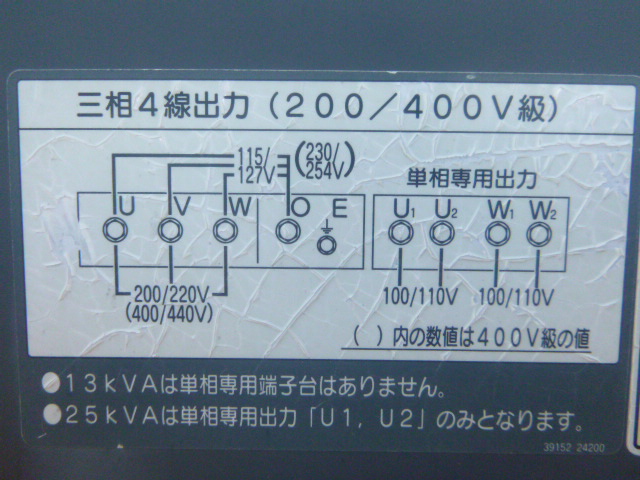 三相4線出力(200/400V級)
115/127V (230/254V)
単相専用出力
U V W O E U1 U2 W1 W2
200/220V 100/110V 100/110V
(400/440V)
( )内の数値は400V級の値
●13kVAは単相専用端子台はありません。
●25kVAは単相専用出力「U1,U2」のみとなります。
39152 24200